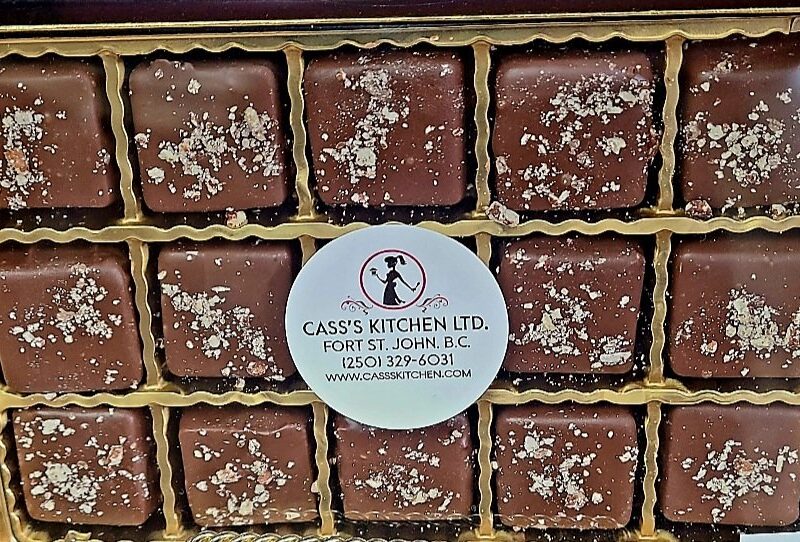 CASS'S KITCHEN LTD.
FORT ST. JOHN, B.C.
(250) 329-6031
WWW.CASSSKITCHEN.COM